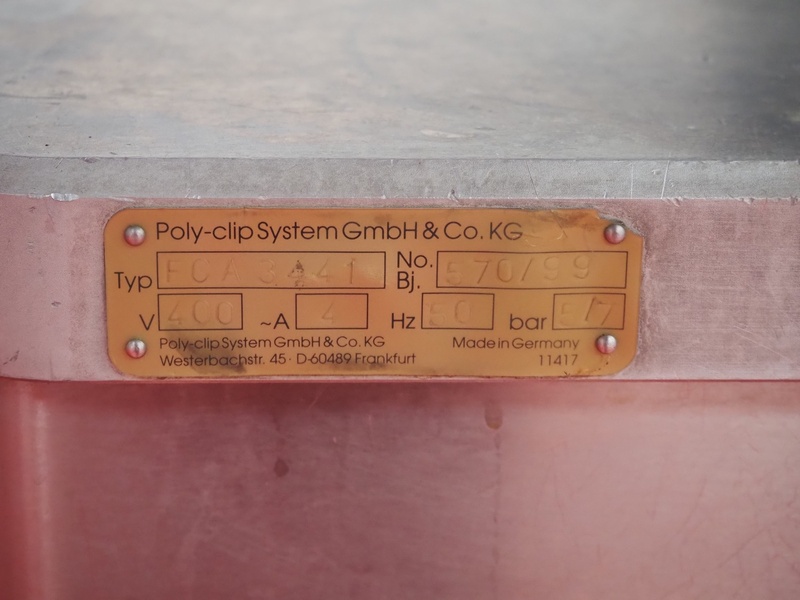 Poly-clip System GmbH & Co. KG
Typ FCA 3441 No. Bj. 570/99
V 400 ~A 4 Hz 50 bar 5/7
Poly-clip System GmbH & Co. KG Made in Germany
Westerbachstr. 45 · D-60489 Frankfurt 11417